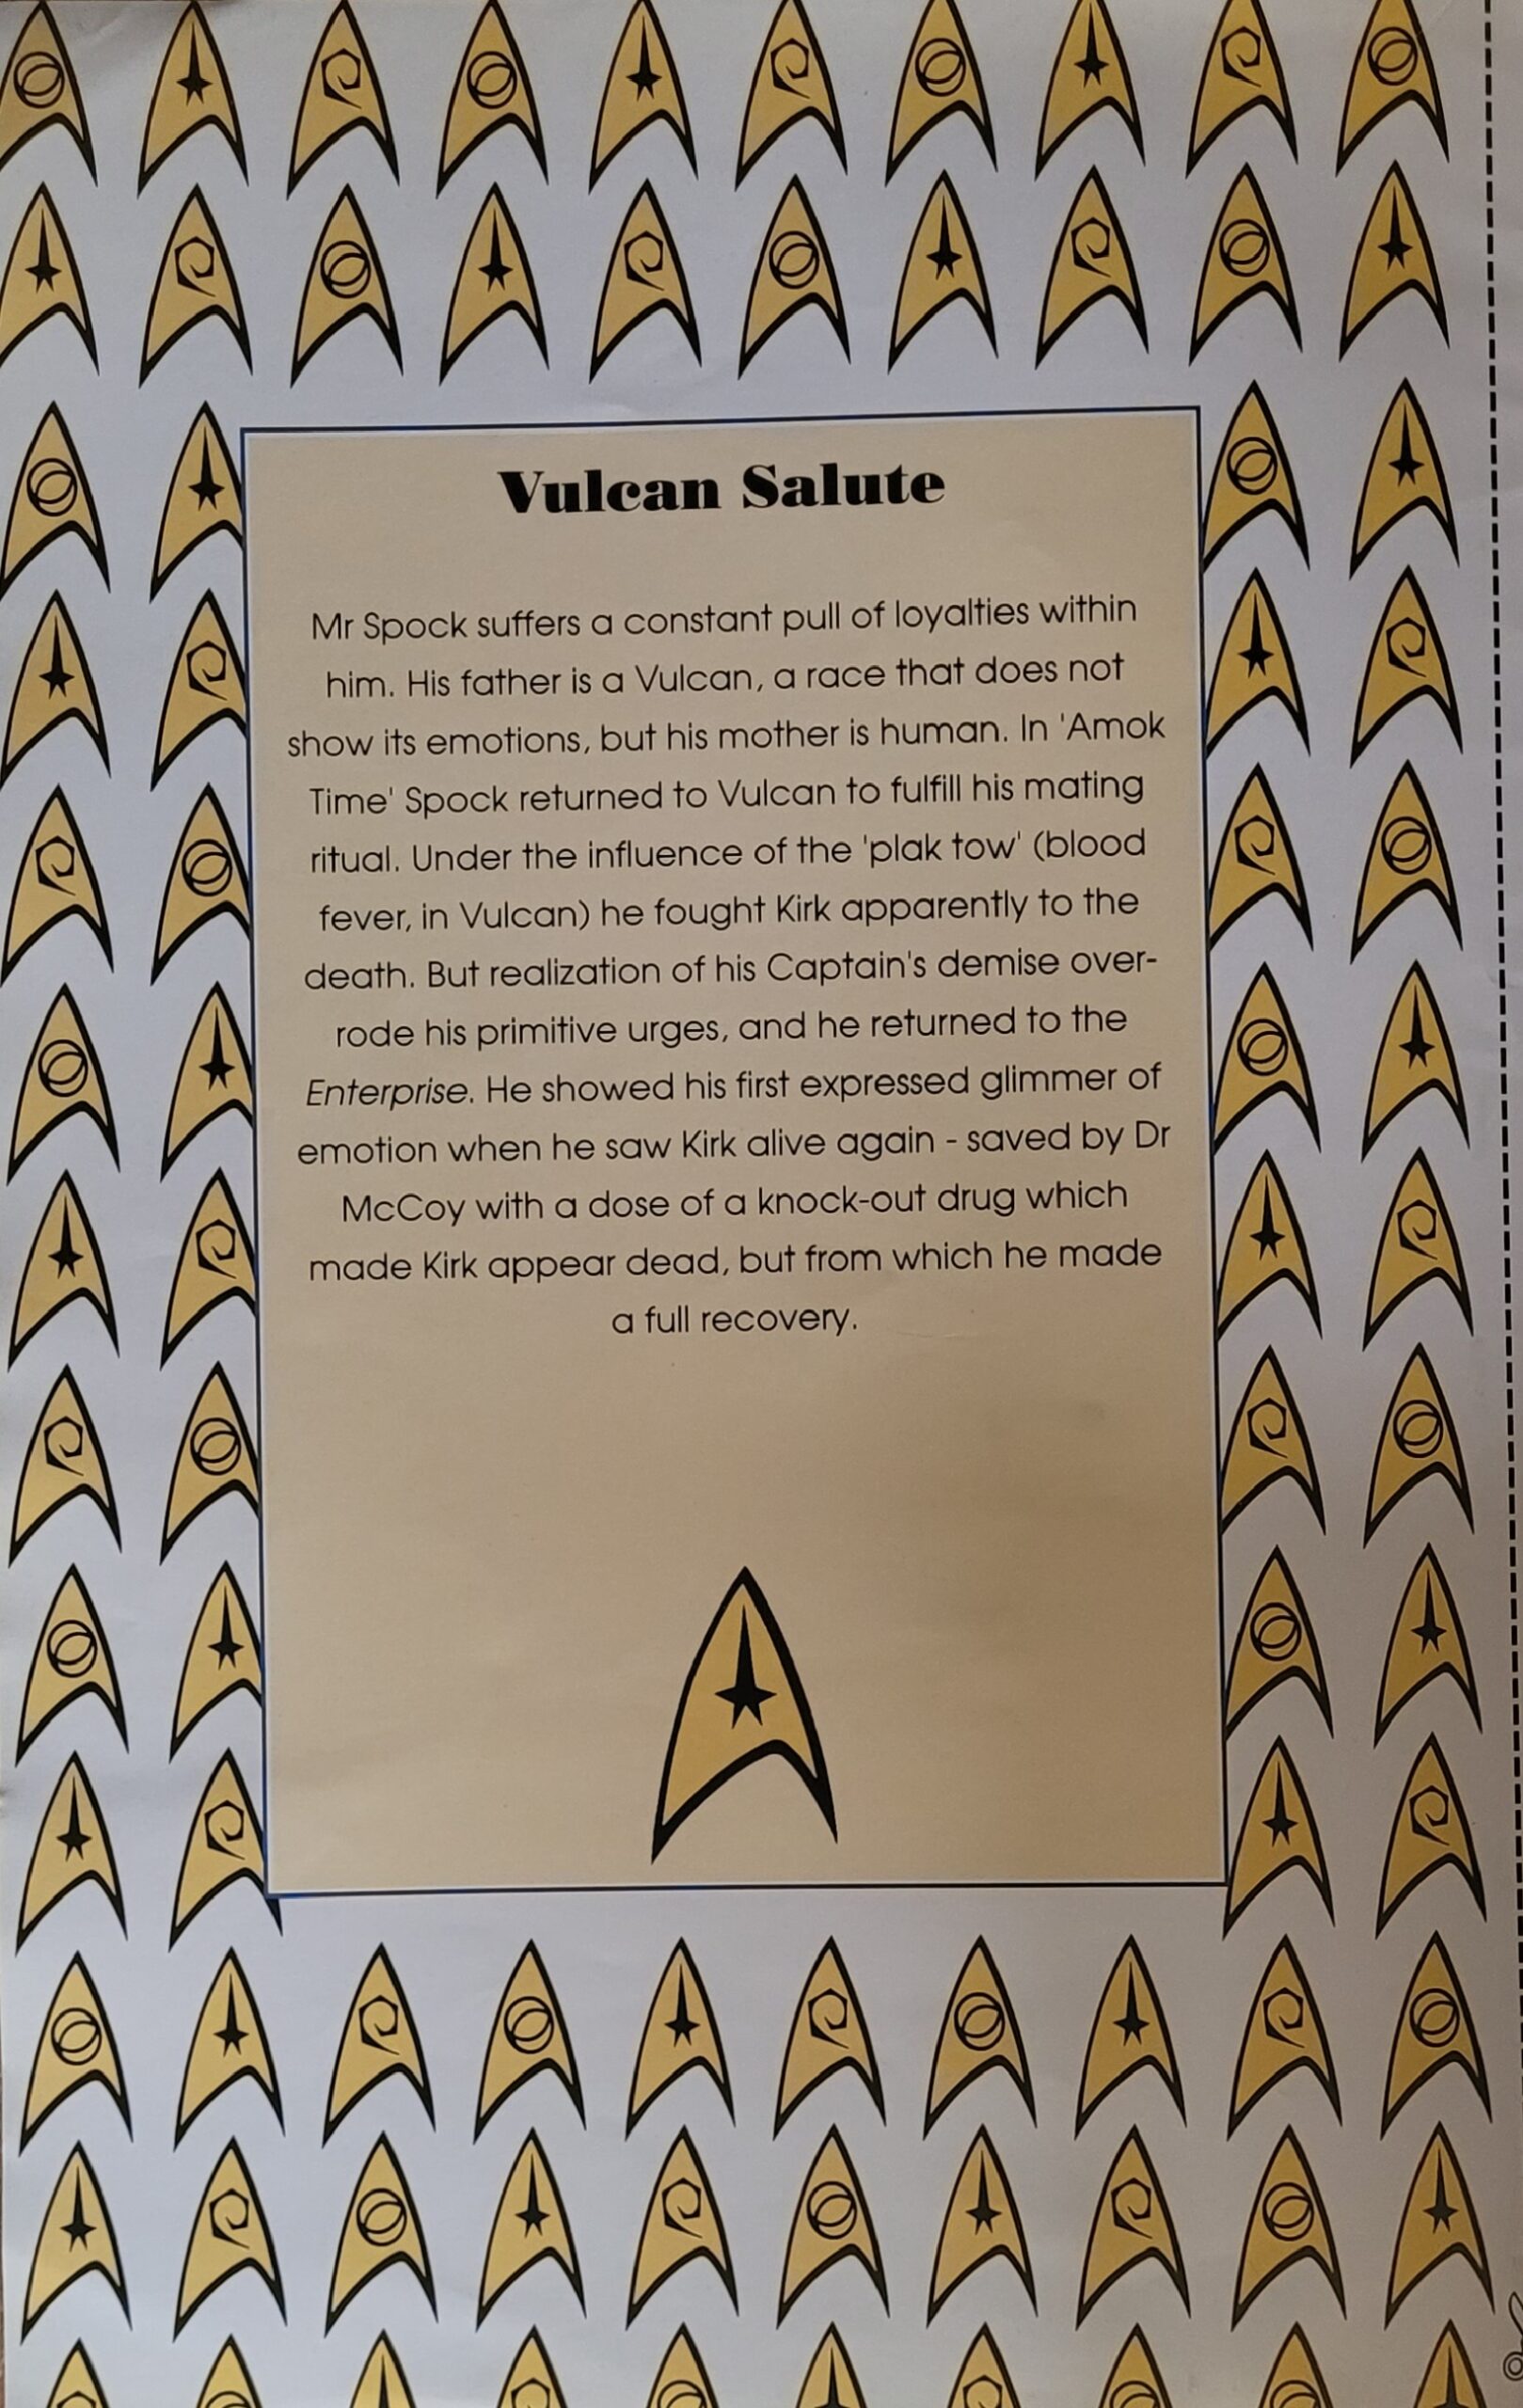 Vulcan Salute
Mr Spock suffers a constant pull of loyalties within
him. His father is a Vulcan, a race that does not
show its emotions, but his mother is human. In 'Amok
Time' Spock returned to Vulcan to fulfill his mating
ritual. Under the influence of the 'plak tow' (blood
fever, in Vulcan) he fought Kirk apparently to the
death. But realization of his Captain's demise over-
rode his primitive urges, and he returned to the
Enterprise. He showed his first expressed glimmer of
emotion when he saw Kirk alive again - saved by Dr
McCoy with a dose of a knock-out drug which
made Kirk appear dead, but from which he made
a full recovery.